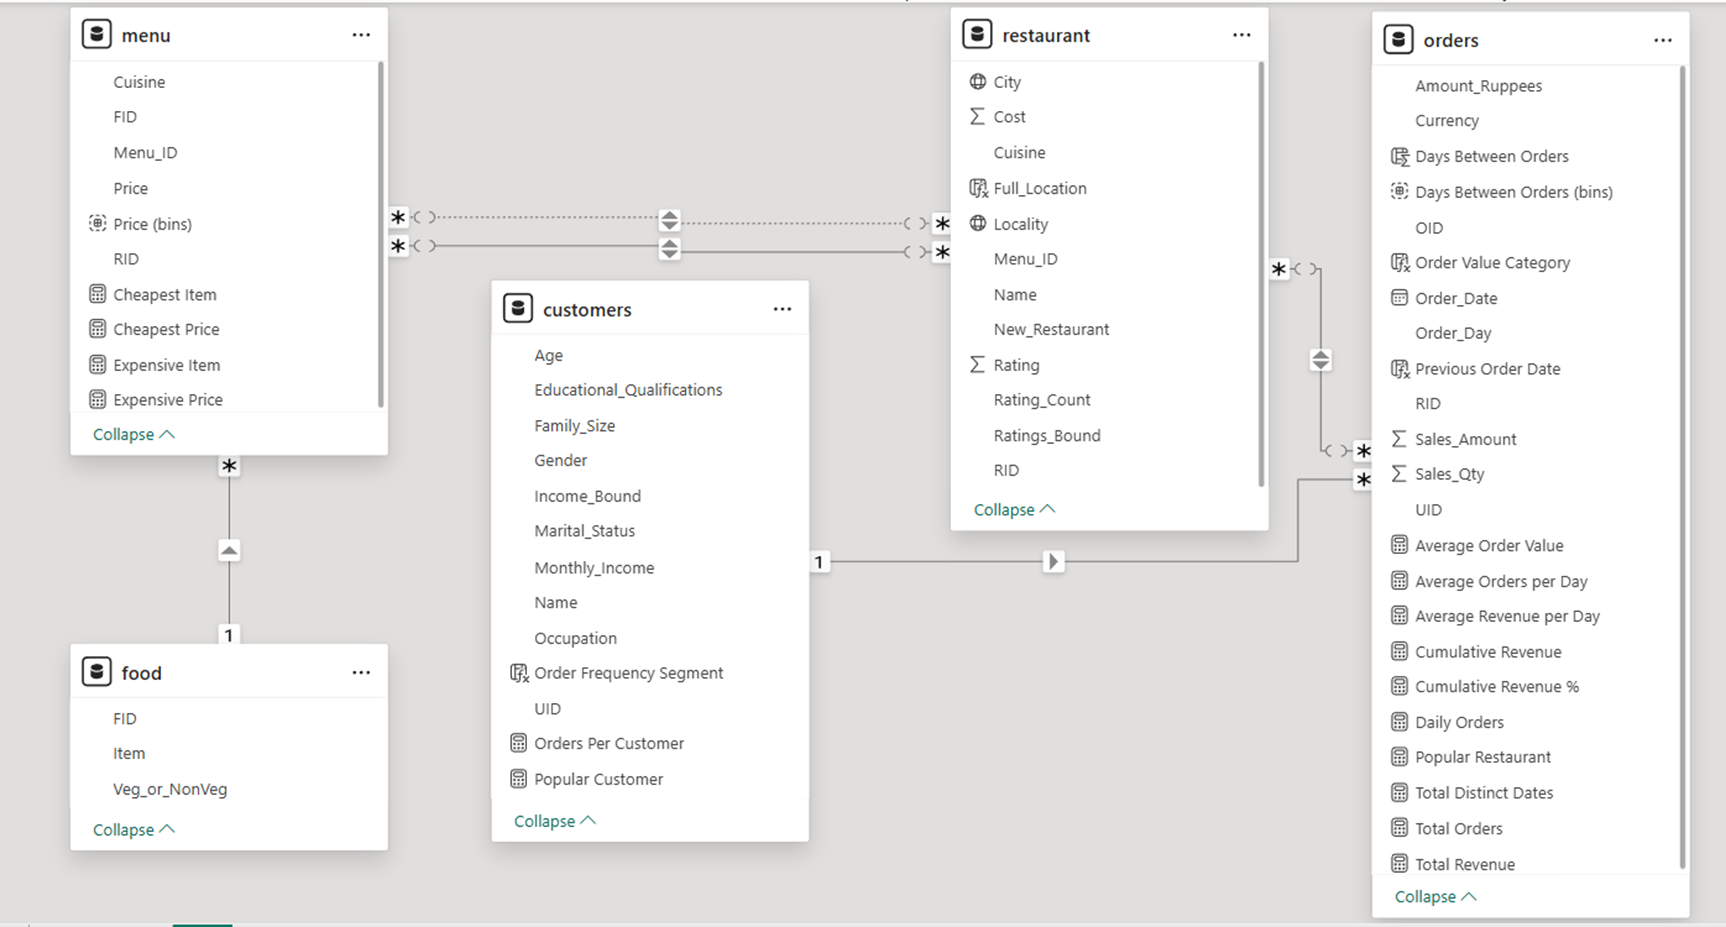 menu
...
Cuisine
FID
Menu_ID
Price
Price (bins)
RID
Cheapest Item
Cheapest Price
Expensive Item
Expensive Price
Collapse
*
*
*
1
food
...
FID
Item
Veg_or_NonVeg
Collapse
customers
...
Age
Educational_Qualifications
Family_Size
Gender
Income_Bound
Marital_Status
Monthly_Income
Name
Occupation
Order Frequency Segment
UID
Orders Per Customer
Popular Customer
Collapse
1
*
*
restaurant
...
City
Cost
Cuisine
Full_Location
Locality
Menu_ID
Name
New_Restaurant
Rating
Rating_Count
Ratings_Bound
RID
Collapse
*
*
*
orders
...
Amount_Ruppees
Currency
Days Between Orders
Days Between Orders (bins)
OID
Order Value Category
Order_Date
Order_Day
Previous Order Date
RID
Sales_Amount
Sales_Qty
UID
Average Order Value
Average Orders per Day
Average Revenue per Day
Cumulative Revenue
Cumulative Revenue %
Daily Orders
Popular Restaurant
Total Distinct Dates
Total Orders
Total Revenue
Collapse